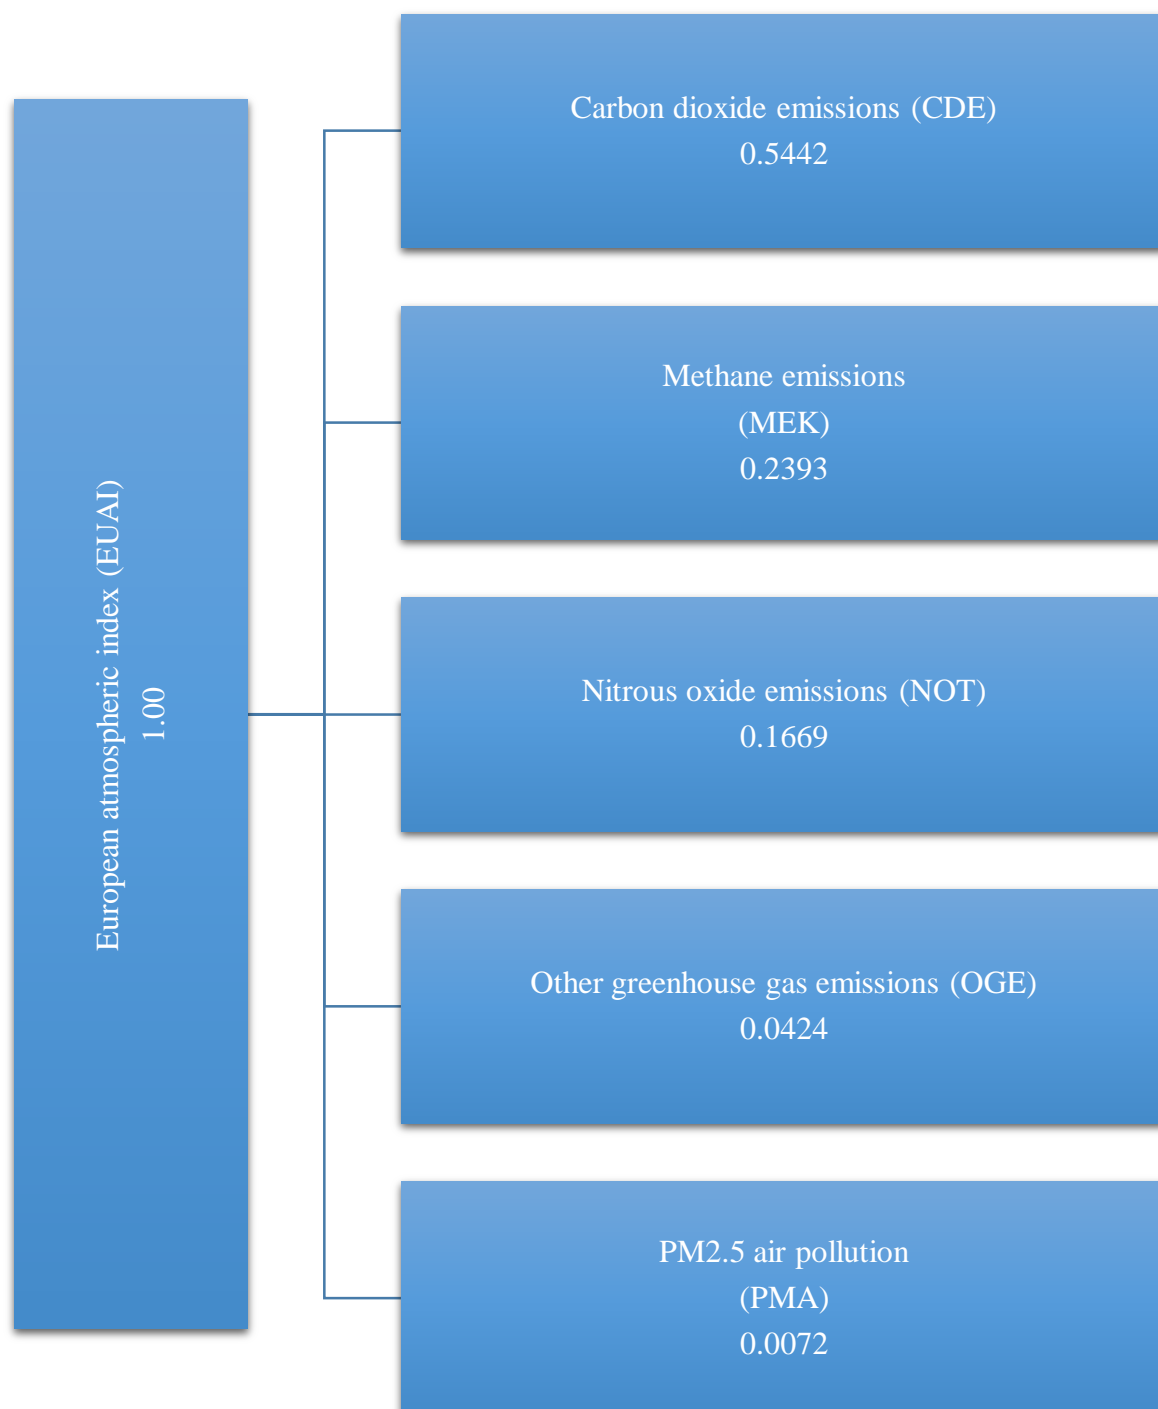 European atmospheric index (EUAI)
1.00
Carbon dioxide emissions (CDE)
0.5442
Methane emissions
(MEK)
0.2393
Nitrous oxide emissions (NOT)
0.1669
Other greenhouse gas emissions (OGE)
0.0424
PM2.5 air pollution
(PMA)
0.0072